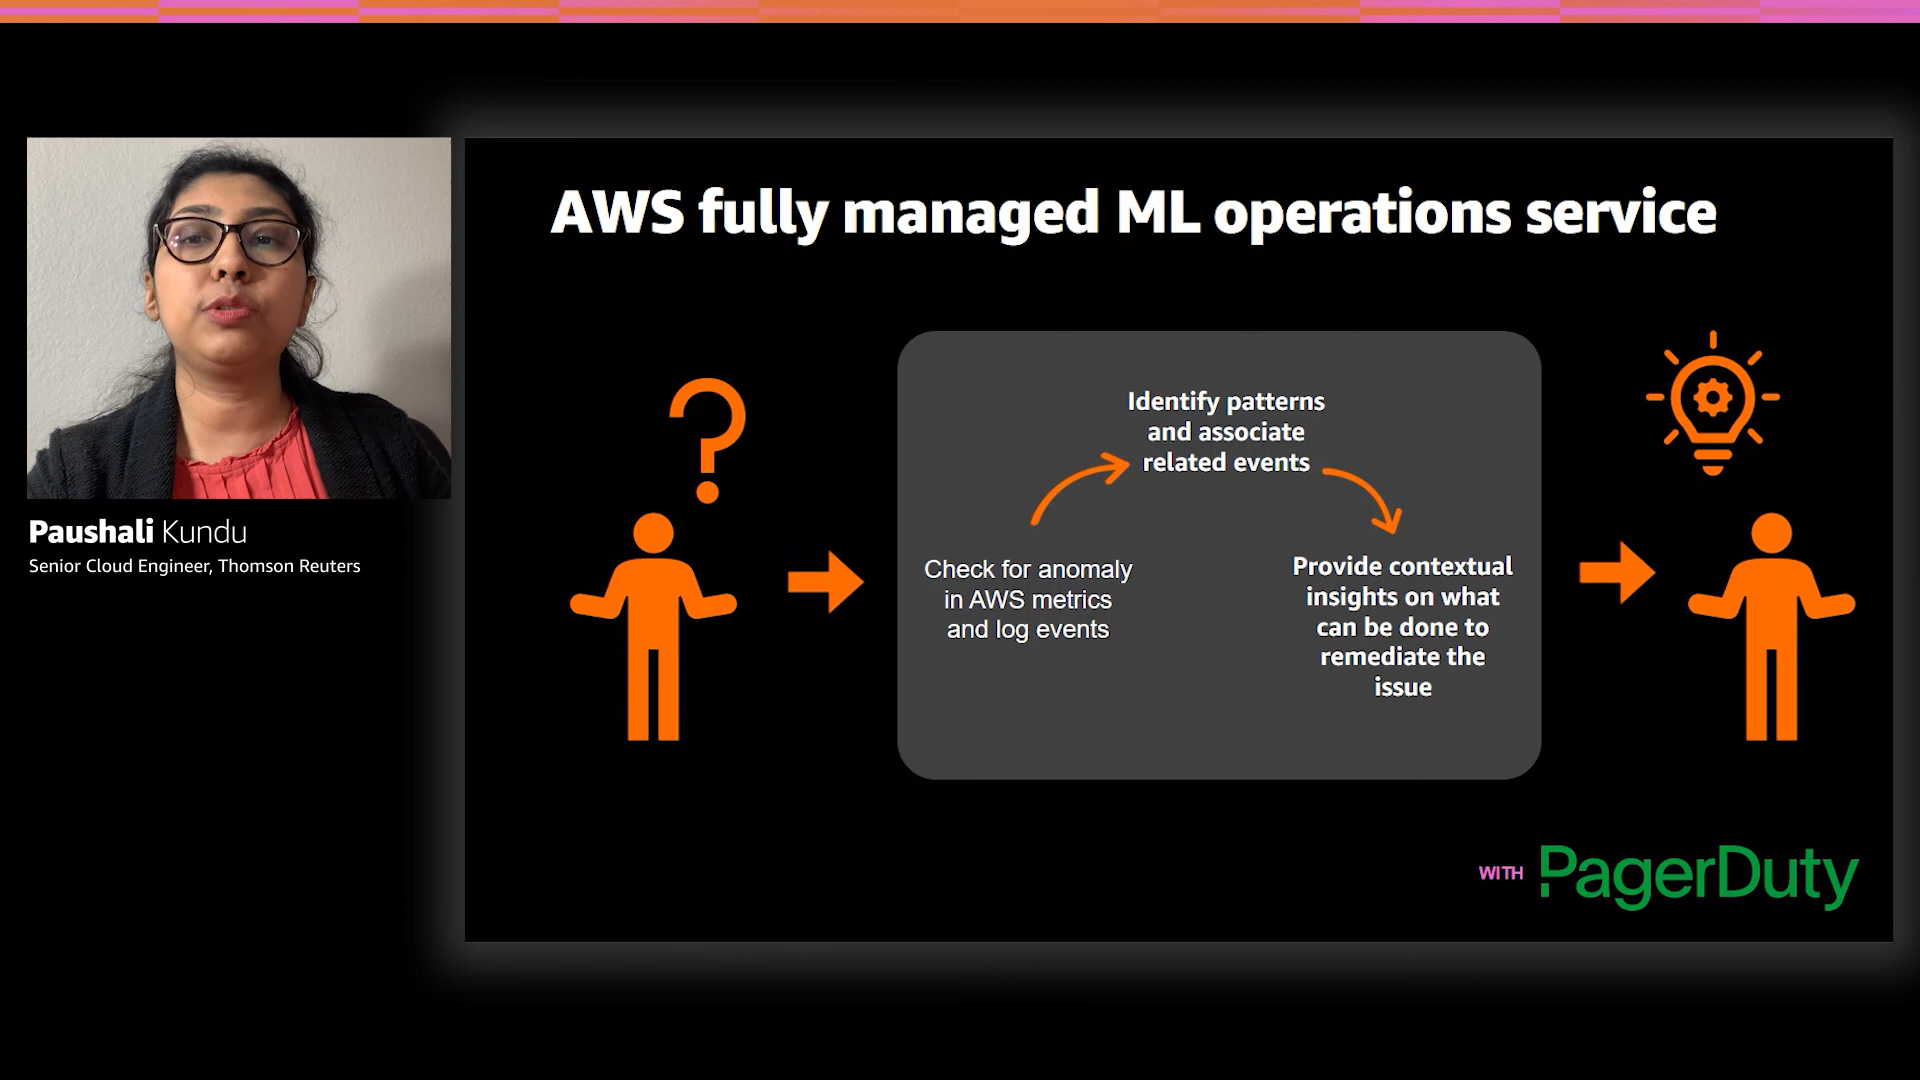 AWS fully managed ML operations service
Identify patterns
and associate
related events
Check for anomaly
in AWS metrics
and log events
Provide contextual
insights on what
can be done to
remediate the
issue
Paushali Kundu
Senior Cloud Engineer, Thomson Reuters
WITH PagerDuty